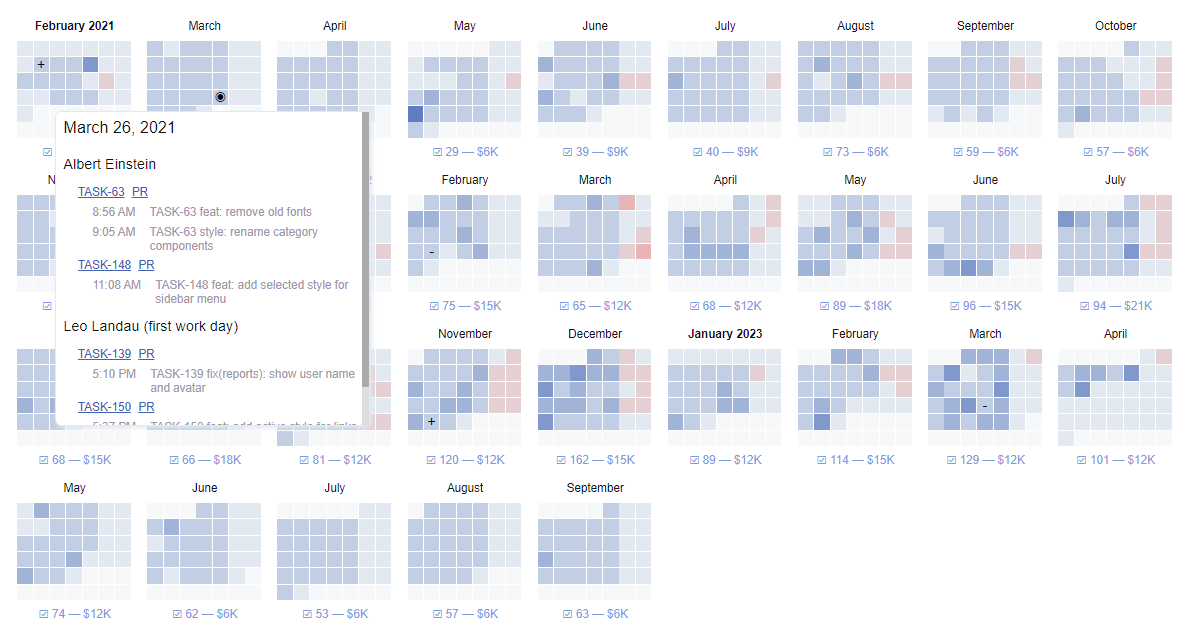 February 2021
March
April
May
June
July
August
September
October
+
☑ 29 — $6K
☑ 39 — $9K
☑ 40 — $9K
☑ 73 — $6K
☑ 59 — $6K
☑ 57 — $6K
March 26, 2021
Albert Einstein
TASK-63 PR
8:56 AM TASK-63 feat: remove old fonts
9:05 AM TASK-63 style: rename category
components
TASK-148 PR
11:08 AM TASK-148 feat: add selected style for
sidebar menu
Leo Landau (first work day)
TASK-139 PR
5:10 PM TASK-139 fix(reports): show user name
and avatar
TASK-150 PR
February
March
April
May
June
July
-
☑ 75 — $15K
☑ 65 — $12K
☑ 68 — $12K
☑ 89 — $18K
☑ 96 — $15K
☑ 94 — $21K
November
December
January 2023
February
March
April
+
-
☑ 68 — $15K
☑ 66 — $18K
☑ 81 — $12K
☑ 120 — $12K
☑ 162 — $15K
☑ 89 — $12K
☑ 114 — $15K
☑ 129 — $12K
☑ 101 — $12K
May
June
July
August
September
☑ 74 — $12K
☑ 62 — $6K
☑ 53 — $6K
☑ 57 — $6K
☑ 63 — $6K